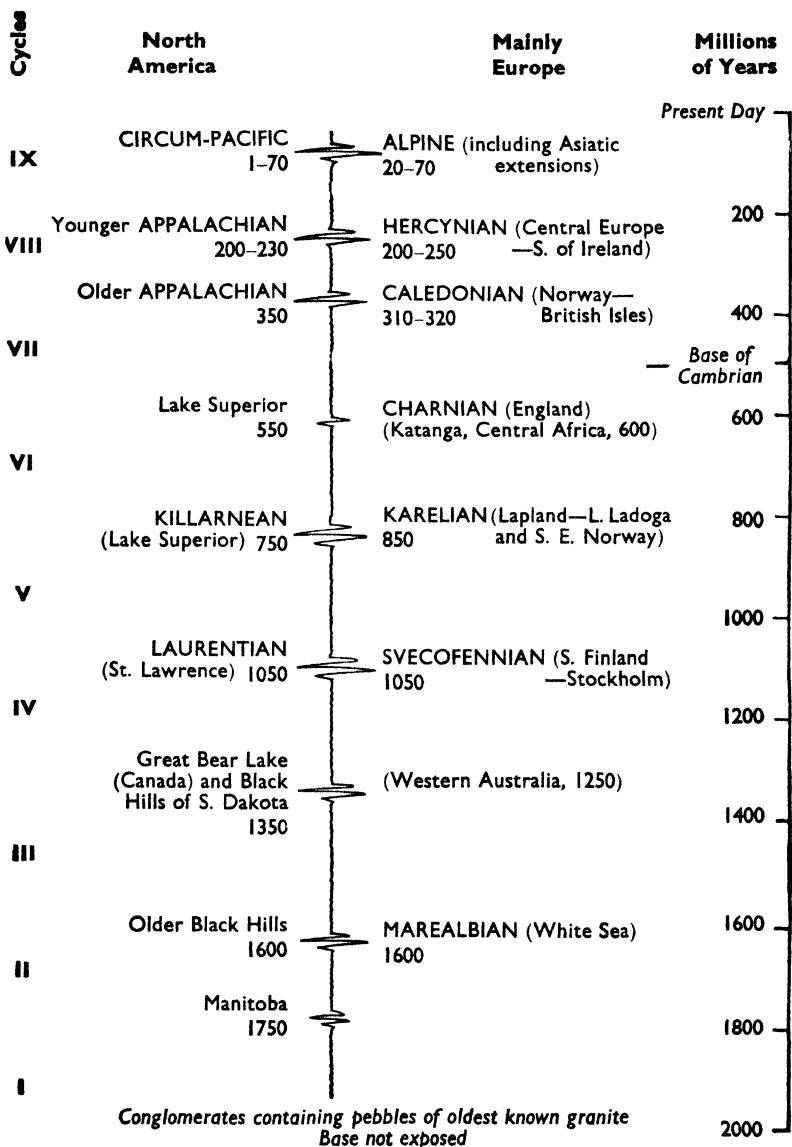 Cycles
North
America
Mainly
Europe
Millions
of Years
Present Day
IX
CIRCUM-PACIFIC
1–70
ALPINE (including Asiatic
20–70 extensions)
200
VIII
Younger APPALACHIAN
200–230
HERCYNIAN (Central Europe
200–250 —S. of Ireland)
Older APPALACHIAN
350
CALEDONIAN (Norway—
310–320 British Isles)
400
VII
Base of
Cambrian
Lake Superior
550
CHARNIAN (England)
(Katanga, Central Africa, 600)
600
VI
KILLARNEAN
(Lake Superior) 750
KARELIAN (Lapland—L. Ladoga
850 and S. E. Norway)
800
V
1000
LAURENTIAN
(St. Lawrence) 1050
SVECOFENNIAN (S. Finland
1050 —Stockholm)
IV
1200
Great Bear Lake
(Canada) and Black
Hills of S. Dakota
1350
(Western Australia, 1250)
1400
III
Older Black Hills
1600
MAREALBIAN (White Sea)
1600
1600
II
Manitoba
1750
1800
I
Conglomerates containing pebbles of oldest known granite
Base not exposed
2000